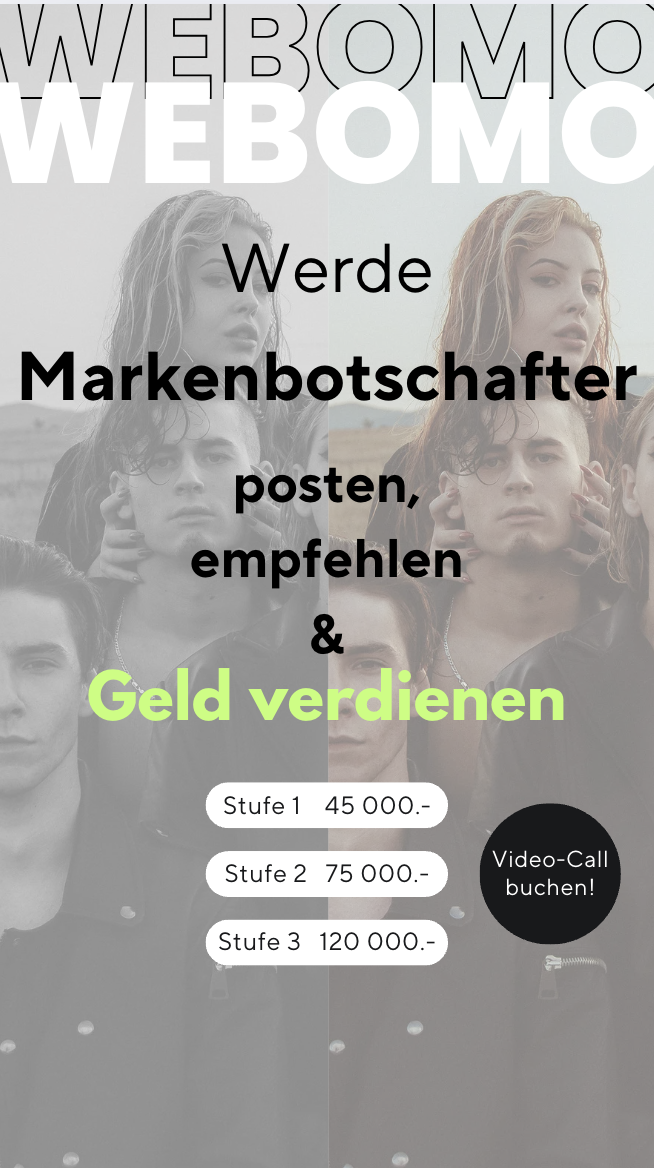 WEBOMO
WEBOMO
Werde
Markenbotschafter
posten,
empfehlen
&
Geld verdienen
Stufe 1 45 000.-
Stufe 2 75 000.-
Stufe 3 120 000.-
Video-Call
buchen!